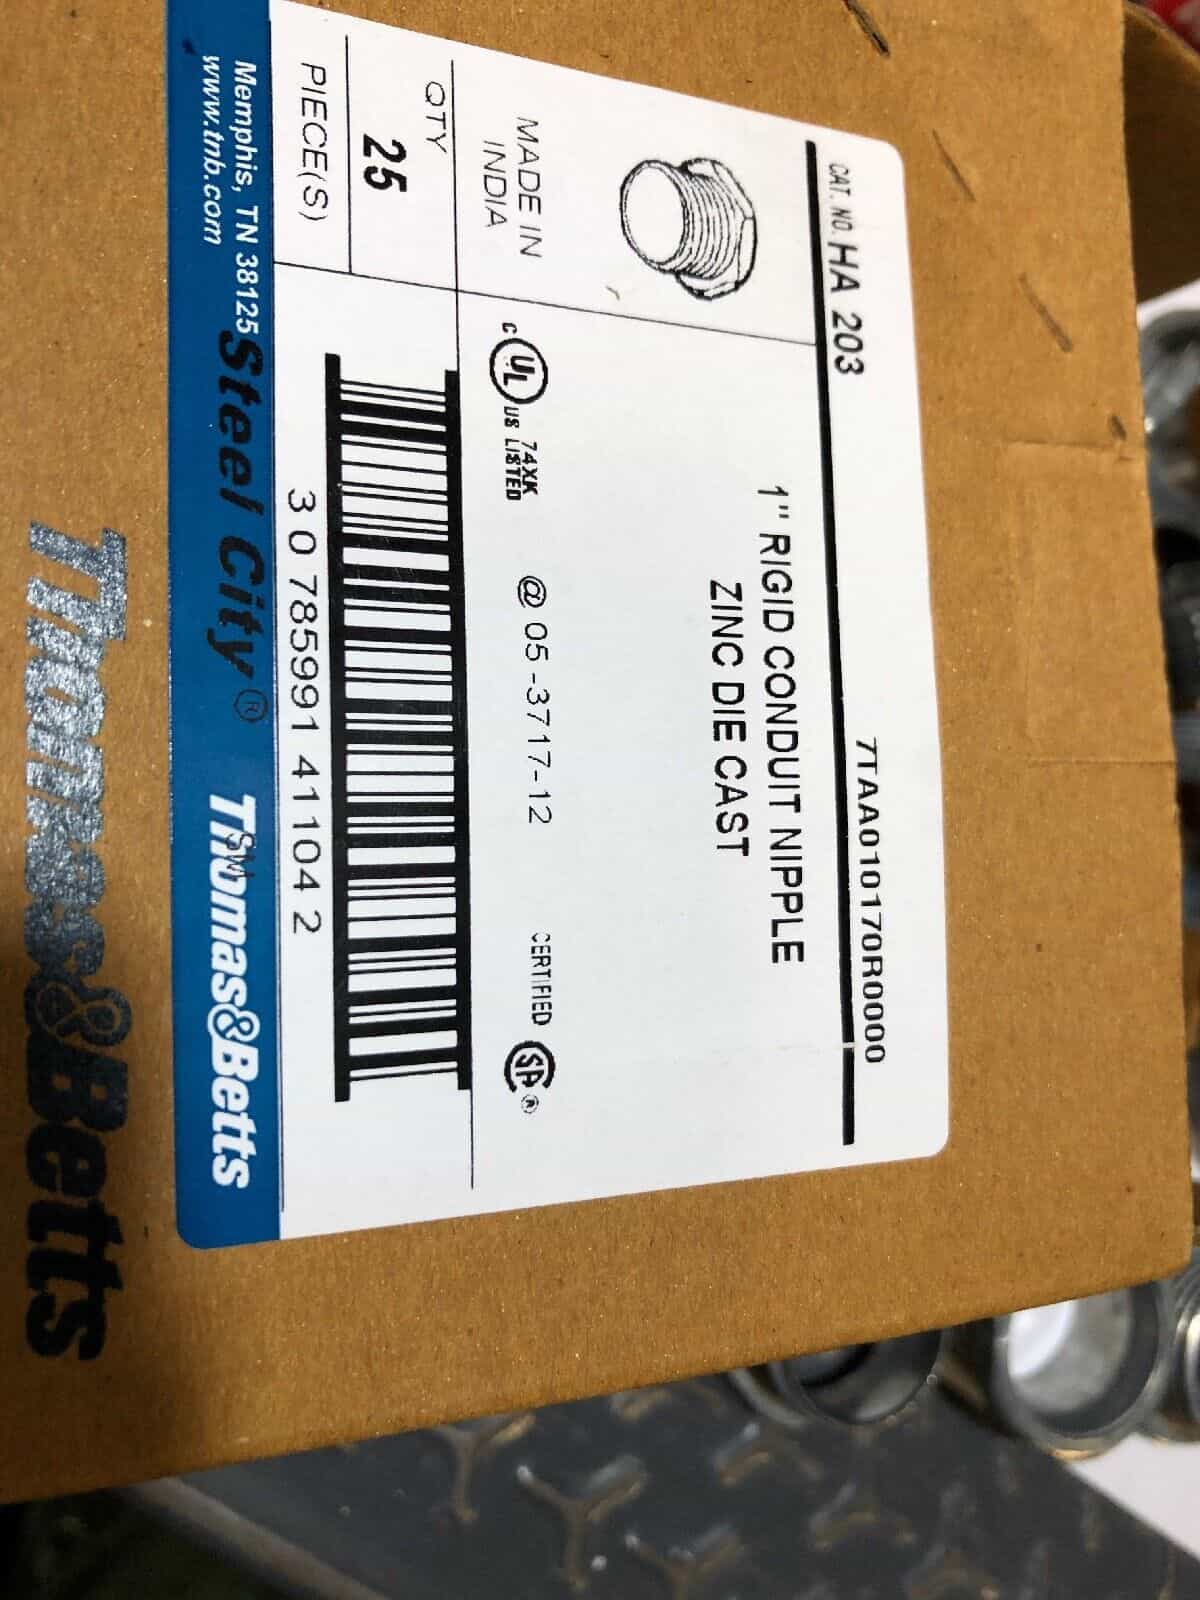 CAT. NO. HA 203
7TAA010170R0000
1" RIGID CONDUIT NIPPLE
ZINC DIE CAST
MADE IN
INDIA
C UL US 74XK
LISTED
@ 05-3717-12
CERTIFIED SA ®
QTY
25
PIECE(S)
3 0 785991 41104 2
Memphis, TN 38125
www.tnb.com
Steel City®
Thomas&Betts
SM
Thomas&Betts